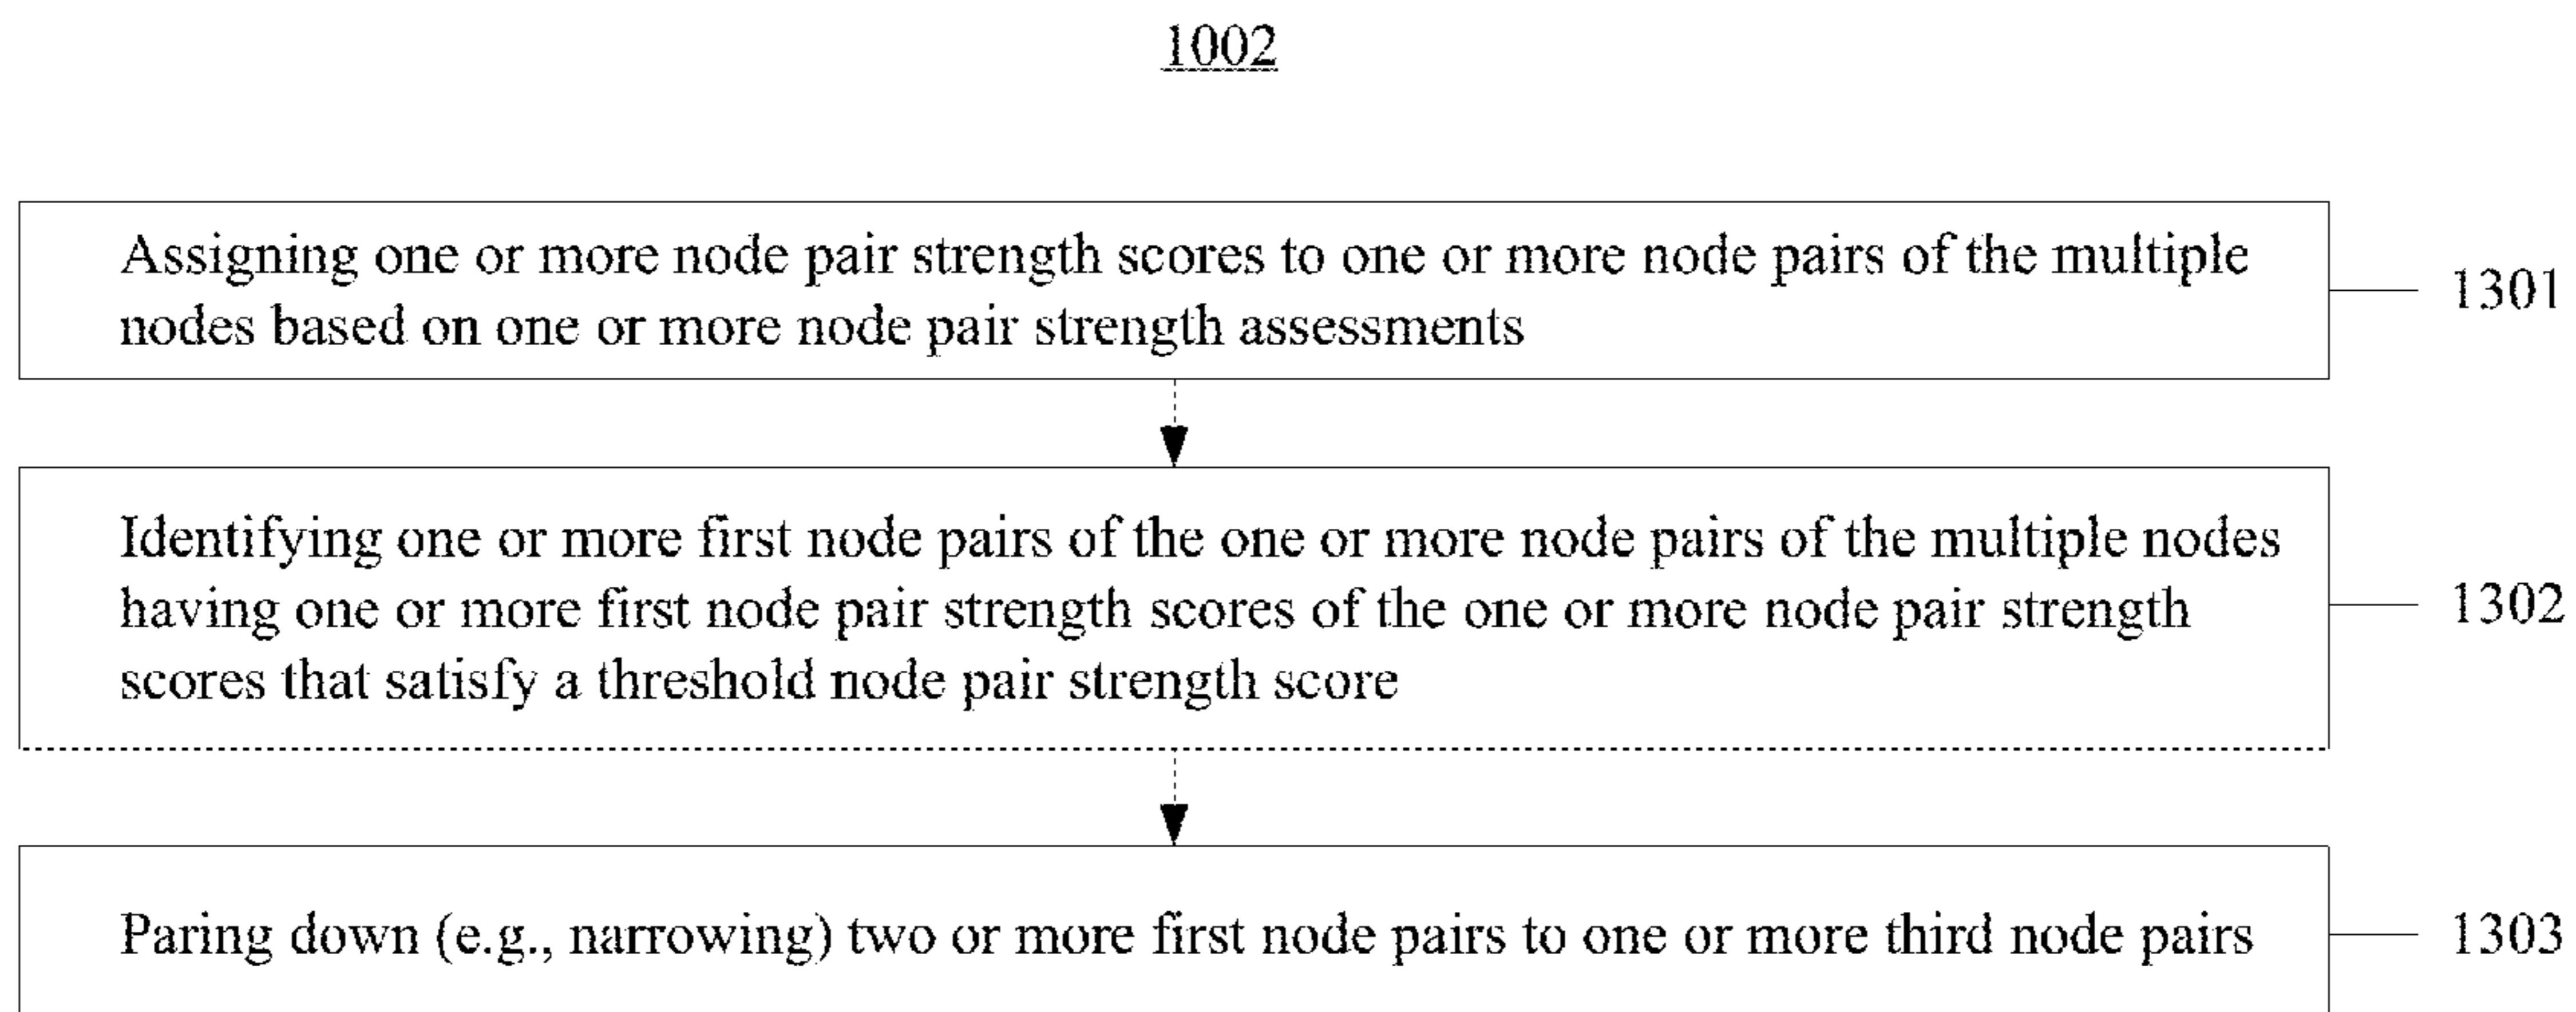 1002
Assigning one or more node pair strength scores to one or more node pairs of the multiple
nodes based on one or more node pair strength assessments
1301
Identifying one or more first node pairs of the one or more node pairs of the multiple nodes
having one or more first node pair strength scores of the one or more node pair strength
scores that satisfy a threshold node pair strength score
1302
Paring down (e.g., narrowing) two or more first node pairs to one or more third node pairs
1303